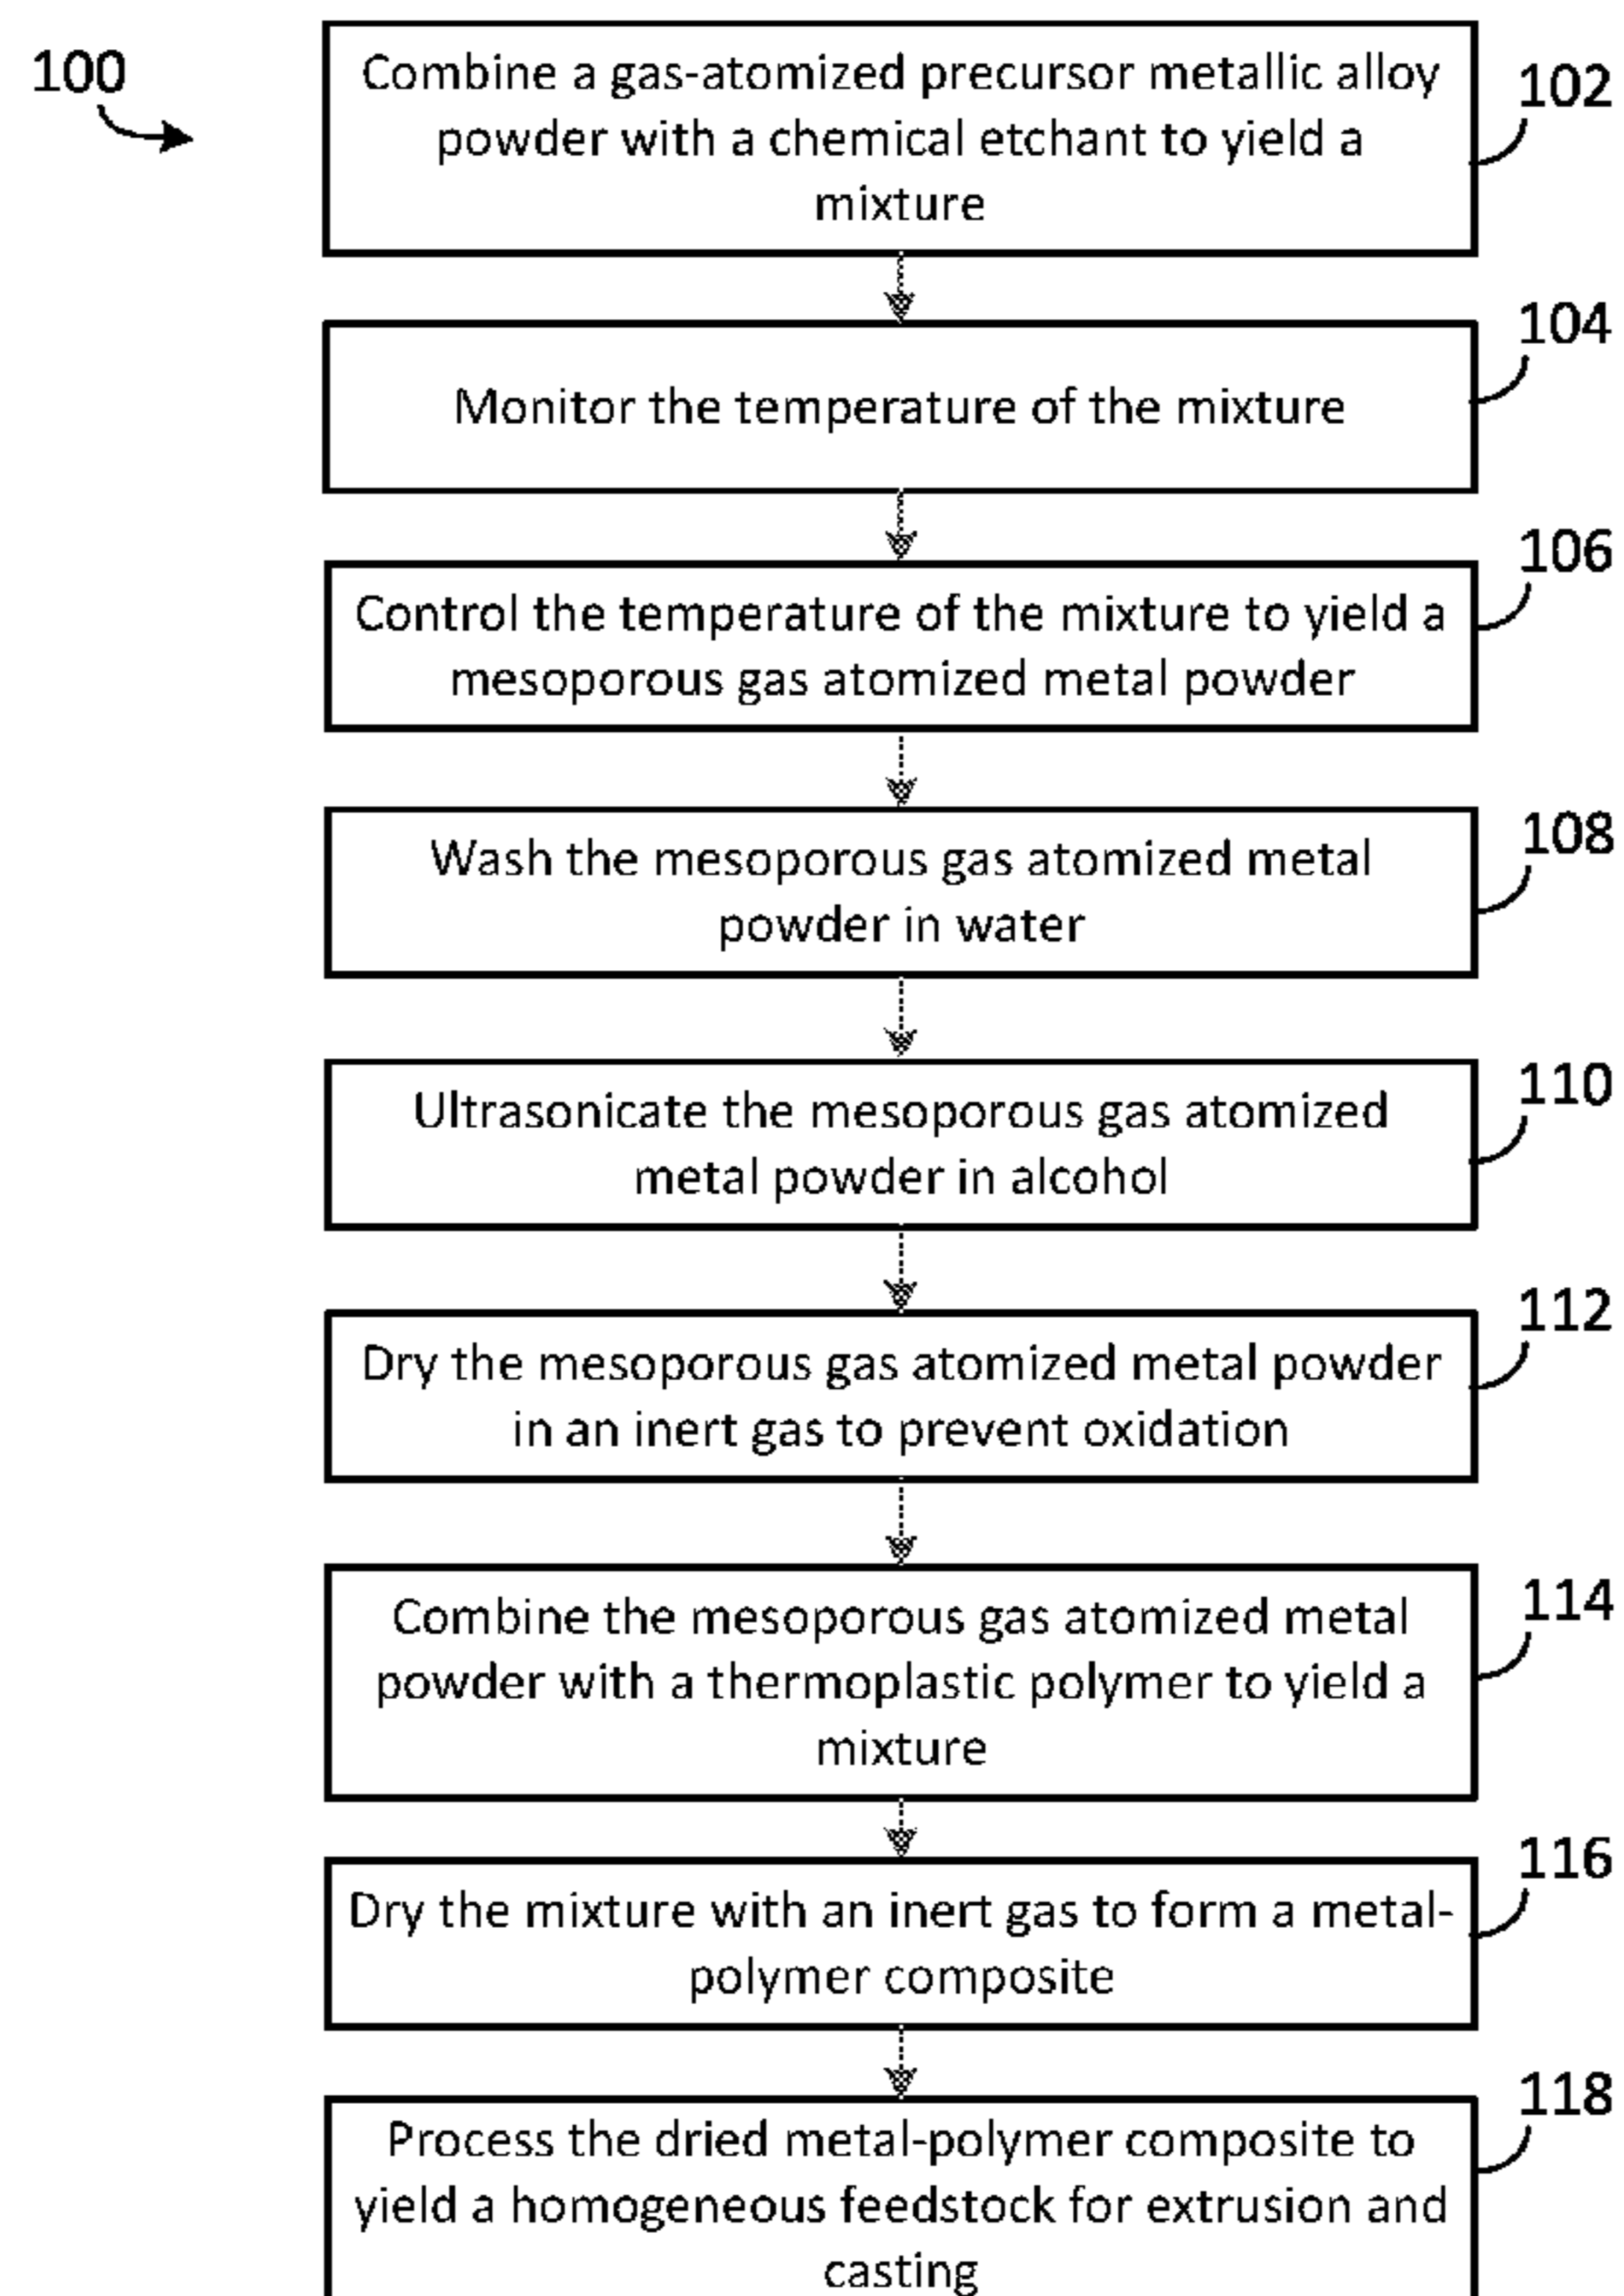 100
Combine a gas-atomized precursor metallic alloy
powder with a chemical etchant to yield a
mixture
102
Monitor the temperature of the mixture
104
Control the temperature of the mixture to yield a
mesoporous gas atomized metal powder
106
Wash the mesoporous gas atomized metal
powder in water
108
Ultrasonicate the mesoporous gas atomized
metal powder in alcohol
110
Dry the mesoporous gas atomized metal powder
in an inert gas to prevent oxidation
112
Combine the mesoporous gas atomized metal
powder with a thermoplastic polymer to yield a
mixture
114
Dry the mixture with an inert gas to form a metal-
polymer composite
116
Process the dried metal-polymer composite to
yield a homogeneous feedstock for extrusion and
casting
118